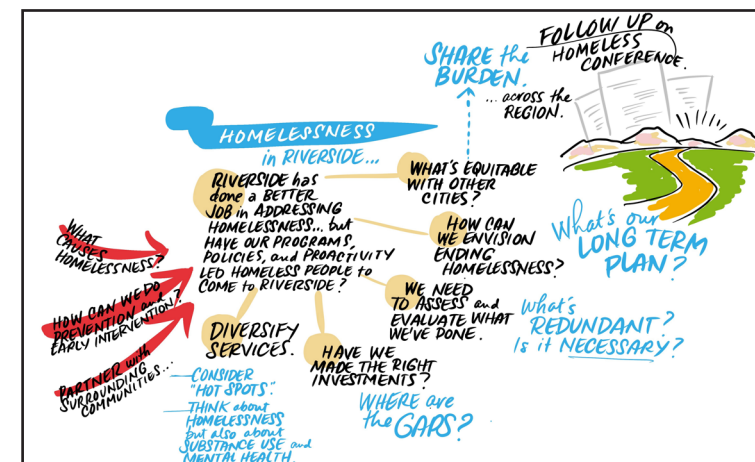 FOLLOW UP on
HOMELESS
CONFERENCE.
SHARE the
BURDEN.
... across the
REGION.
HOMELESSNESS
in RIVERSIDE...
RIVERSIDE has
done a BETTER
JOB in ADDRESSING
HOMELESSNESS... but
HAVE OUR PROGRAMS,
POLICIES, and PROACTIVITY
LED HOMELESS PEOPLE to
COME to RIVERSIDE?
WHAT'S EQUITABLE
WITH OTHER
CITIES?
HOW CAN
WE ENVISION
ENDING
HOMELESSNESS?
WE NEED
TO ASSESS and
EVALUATE WHAT
WE'VE DONE.
HAVE WE
MADE THE RIGHT
INVESTMENTS?
WHERE are
the GAPS?
DIVERSIFY
SERVICES.
— CONSIDER
"HOT SPOTS".
— THINK about
HOMELESSNESS
but also about
SUBSTANCE USE and
MENTAL HEALTH.
WHAT
CAUSES
HOMELESSNESS?
HOW CAN WE DO
PREVENTION and
EARLY INTERVENTION?
PARTNER with
SURROUNDING
COMMUNITIES...
What's our
LONG TERM
PLAN?
What's
REDUNDANT?
Is it NECESSARY?